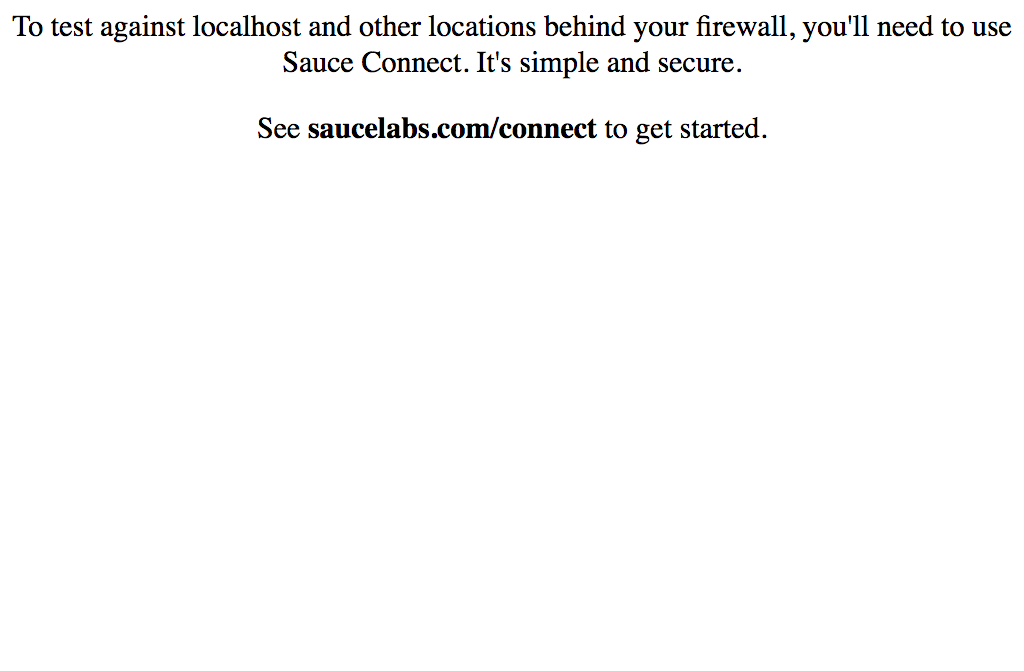 To test against localhost and other locations behind your firewall, you'll need to use
Sauce Connect. It's simple and secure.
See saucelabs.com/connect to get started.